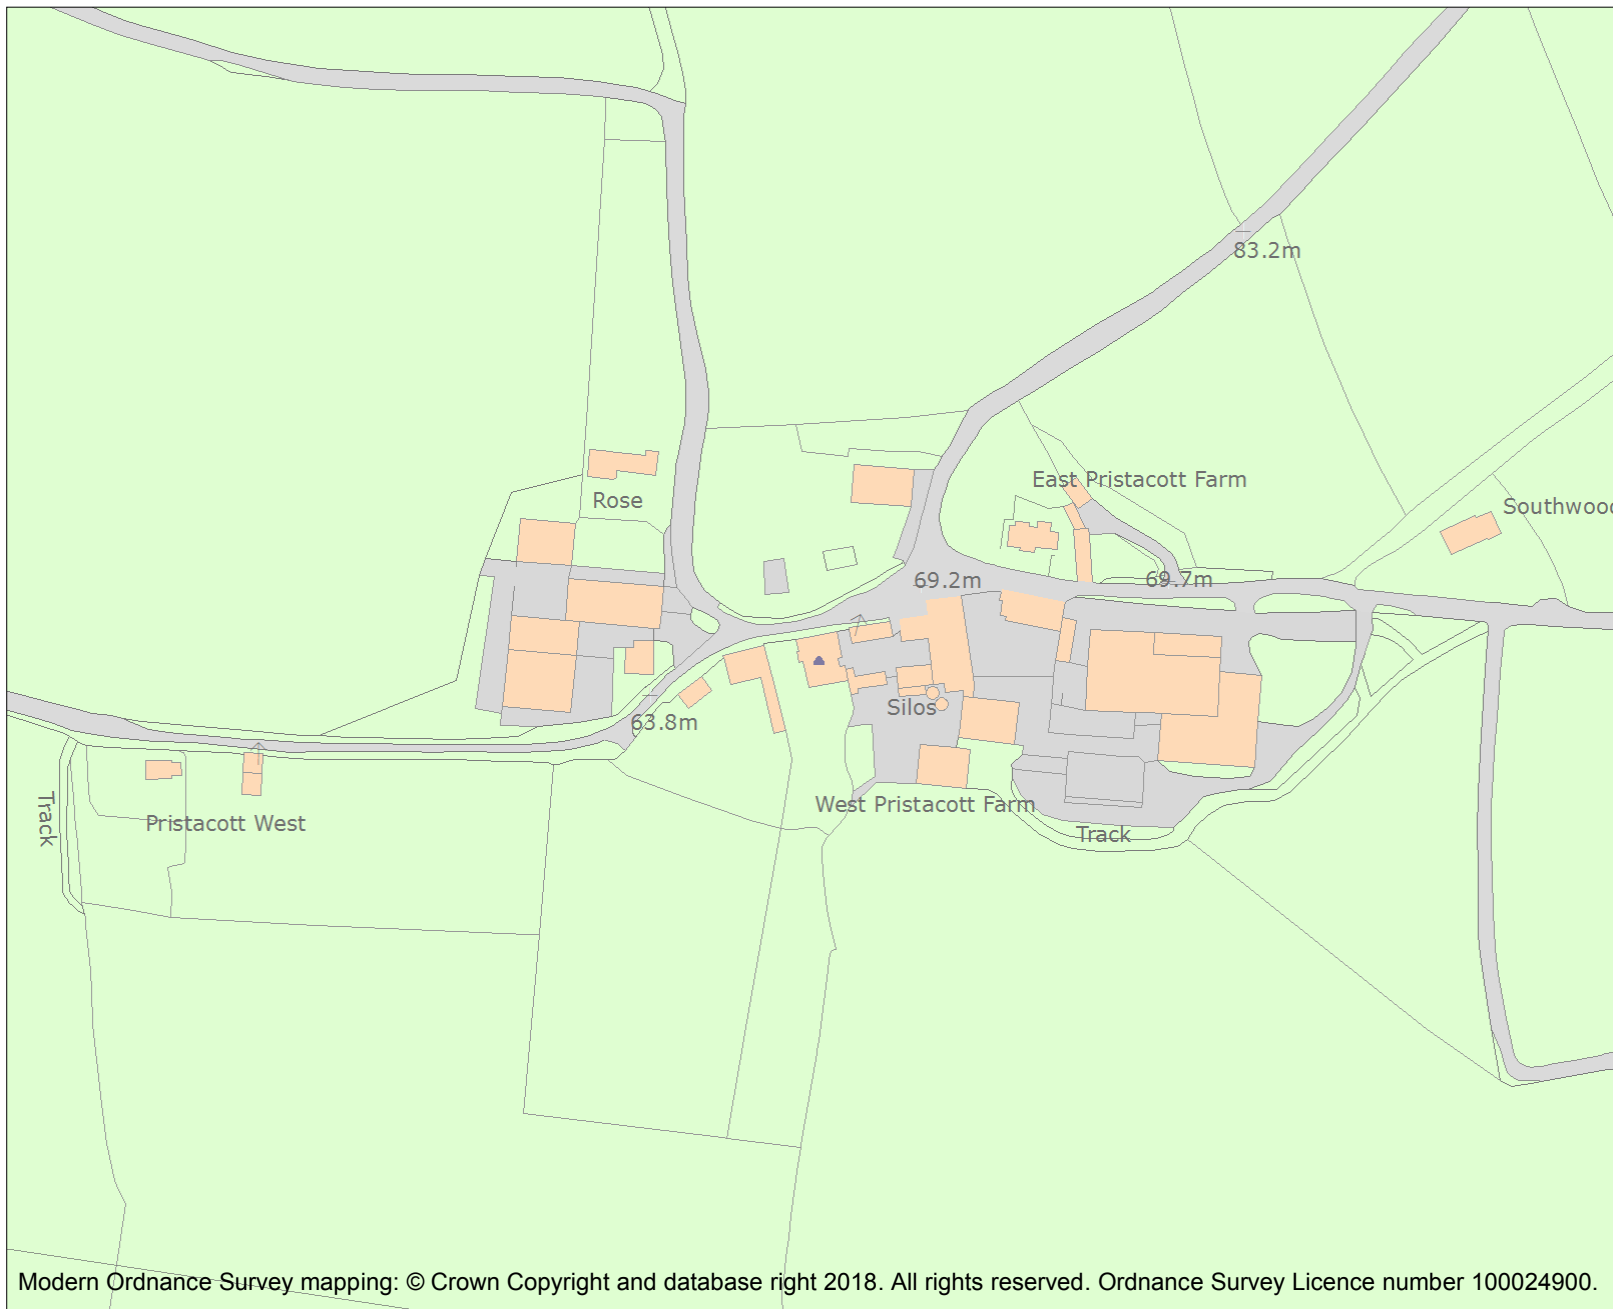 83.2m
East Pristacott Farm
Rose
Southwood
69.2m
69.7m
Silos
63.8m
West Pristacott Farm
Track
Pristacott West
Track
Modern Ordnance Survey mapping: © Crown Copyright and database right 2018. All rights reserved. Ordnance Survey Licence number 100024900.